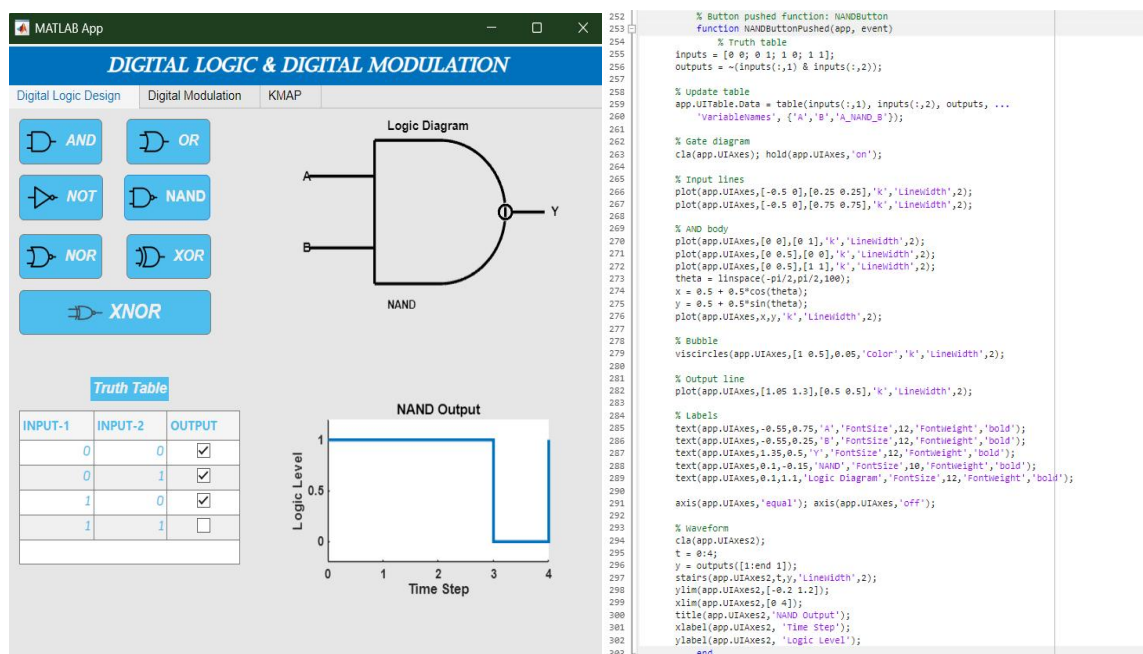 MATLAB App
DIGITAL LOGIC & DIGITAL MODULATION
Digital Logic Design Digital Modulation KMAP
AND OR
NOT NAND
NOR XOR
XNOR
Logic Diagram
A
Y
B
NAND
Truth Table
INPUT-1 INPUT-2 OUTPUT
0 0
0 1
1 0
1 1
NAND Output
Logic Level
1
0.5
0
0 1 2 3 4
Time Step
252 % Button pushed function: NANDButton
253 function NANDButtonPushed(app, event)
254 % Truth table
255 inputs = [0 0; 0 1; 1 0; 1 1];
256 outputs = ~(inputs(:,1) & inputs(:,2));
257
258 % Update table
259 app.UITable.Data = table(inputs(:,1), inputs(:,2), outputs, ...
260 'VariableNames', {'A','B','A_NAND_B'});
261
262 % Gate diagram
263 cla(app.UIAxes); hold(app.UIAxes,'on');
264
265 % Input lines
266 plot(app.UIAxes,[-0.5 0],[0.25 0.25],'k','LineWidth',2);
267 plot(app.UIAxes,[-0.5 0],[0.75 0.75],'k','LineWidth',2);
268
269 % AND body
270 plot(app.UIAxes,[0 0],[0 1],'k','LineWidth',2);
271 plot(app.UIAxes,[0 0.5],[0 0],'k','LineWidth',2);
272 plot(app.UIAxes,[0 0.5],[1 1],'k','LineWidth',2);
273 theta = linspace(-pi/2,pi/2,100);
274 x = 0.5 + 0.5*cos(theta);
275 y = 0.5 + 0.5*sin(theta);
276 plot(app.UIAxes,x,y,'k','LineWidth',2);
277
278 % Bubble
279 viscircles(app.UIAxes,[1 0.5],0.05,'Color','k','LineWidth',2);
280
281 % Output line
282 plot(app.UIAxes,[1.05 1.3],[0.5 0.5],'k','LineWidth',2);
283
284 % Labels
285 text(app.UIAxes,-0.55,0.75,'A','FontSize',12,'FontWeight','bold');
286 text(app.UIAxes,-0.55,0.25,'B','FontSize',12,'FontWeight','bold');
287 text(app.UIAxes,1.35,0.5,'Y','FontSize',12,'FontWeight','bold');
288 text(app.UIAxes,0.1,-0.15,'NAND','FontSize',10,'FontWeight','bold');
289 text(app.UIAxes,0.1,1.1,'Logic Diagram','FontSize',12,'FontWeight','bold');
290
291 axis(app.UIAxes,'equal'); axis(app.UIAxes,'off');
292
293 % Waveform
294 cla(app.UIAxes2);
295 t = 0:4;
296 y = outputs([1:end 1]);
297 stairs(app.UIAxes2,t,y,'LineWidth',2);
298 ylim(app.UIAxes2,[-0.2 1.2]);
299 xlim(app.UIAxes2,[0 4]);
300 title(app.UIAxes2,'NAND Output');
301 xlabel(app.UIAxes2, 'Time Step');
302 ylabel(app.UIAxes2, 'Logic Level');
303 end